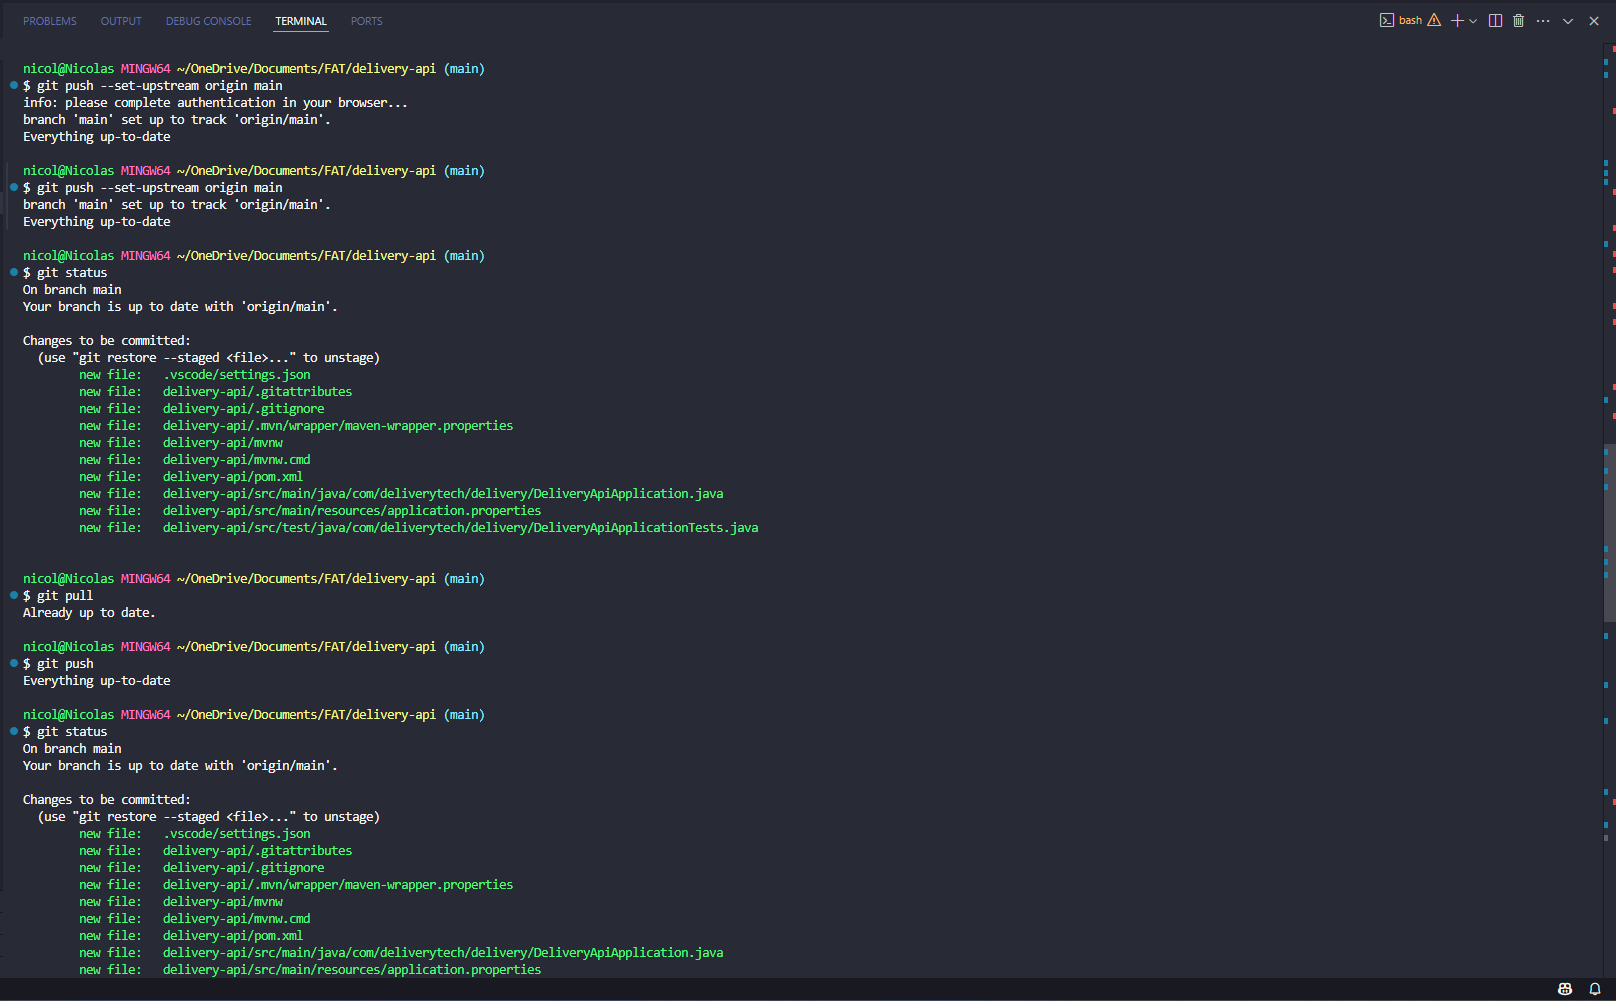 PROBLEMS OUTPUT DEBUG CONSOLE TERMINAL PORTS bash
nicol@Nicolas MINGW64 ~/OneDrive/Documents/FAT/delivery-api (main)
$ git push --set-upstream origin main
info: please complete authentication in your browser...
branch 'main' set up to track 'origin/main'.
Everything up-to-date
nicol@Nicolas MINGW64 ~/OneDrive/Documents/FAT/delivery-api (main)
$ git push --set-upstream origin main
branch 'main' set up to track 'origin/main'.
Everything up-to-date
nicol@Nicolas MINGW64 ~/OneDrive/Documents/FAT/delivery-api (main)
$ git status
On branch main
Your branch is up to date with 'origin/main'.
Changes to be committed:
(use "git restore --staged <file>..." to unstage)
new file: .vscode/settings.json
new file: delivery-api/.gitattributes
new file: delivery-api/.gitignore
new file: delivery-api/.mvn/wrapper/maven-wrapper.properties
new file: delivery-api/mvnw
new file: delivery-api/mvnw.cmd
new file: delivery-api/pom.xml
new file: delivery-api/src/main/java/com/deliverytech/delivery/DeliveryApiApplication.java
new file: delivery-api/src/main/resources/application.properties
new file: delivery-api/src/test/java/com/deliverytech/delivery/DeliveryApiApplicationTests.java
nicol@Nicolas MINGW64 ~/OneDrive/Documents/FAT/delivery-api (main)
$ git pull
Already up to date.
nicol@Nicolas MINGW64 ~/OneDrive/Documents/FAT/delivery-api (main)
$ git push
Everything up-to-date
nicol@Nicolas MINGW64 ~/OneDrive/Documents/FAT/delivery-api (main)
$ git status
On branch main
Your branch is up to date with 'origin/main'.
Changes to be committed:
(use "git restore --staged <file>..." to unstage)
new file: .vscode/settings.json
new file: delivery-api/.gitattributes
new file: delivery-api/.gitignore
new file: delivery-api/.mvn/wrapper/maven-wrapper.properties
new file: delivery-api/mvnw
new file: delivery-api/mvnw.cmd
new file: delivery-api/pom.xml
new file: delivery-api/src/main/java/com/deliverytech/delivery/DeliveryApiApplication.java
new file: delivery-api/src/main/resources/application.properties